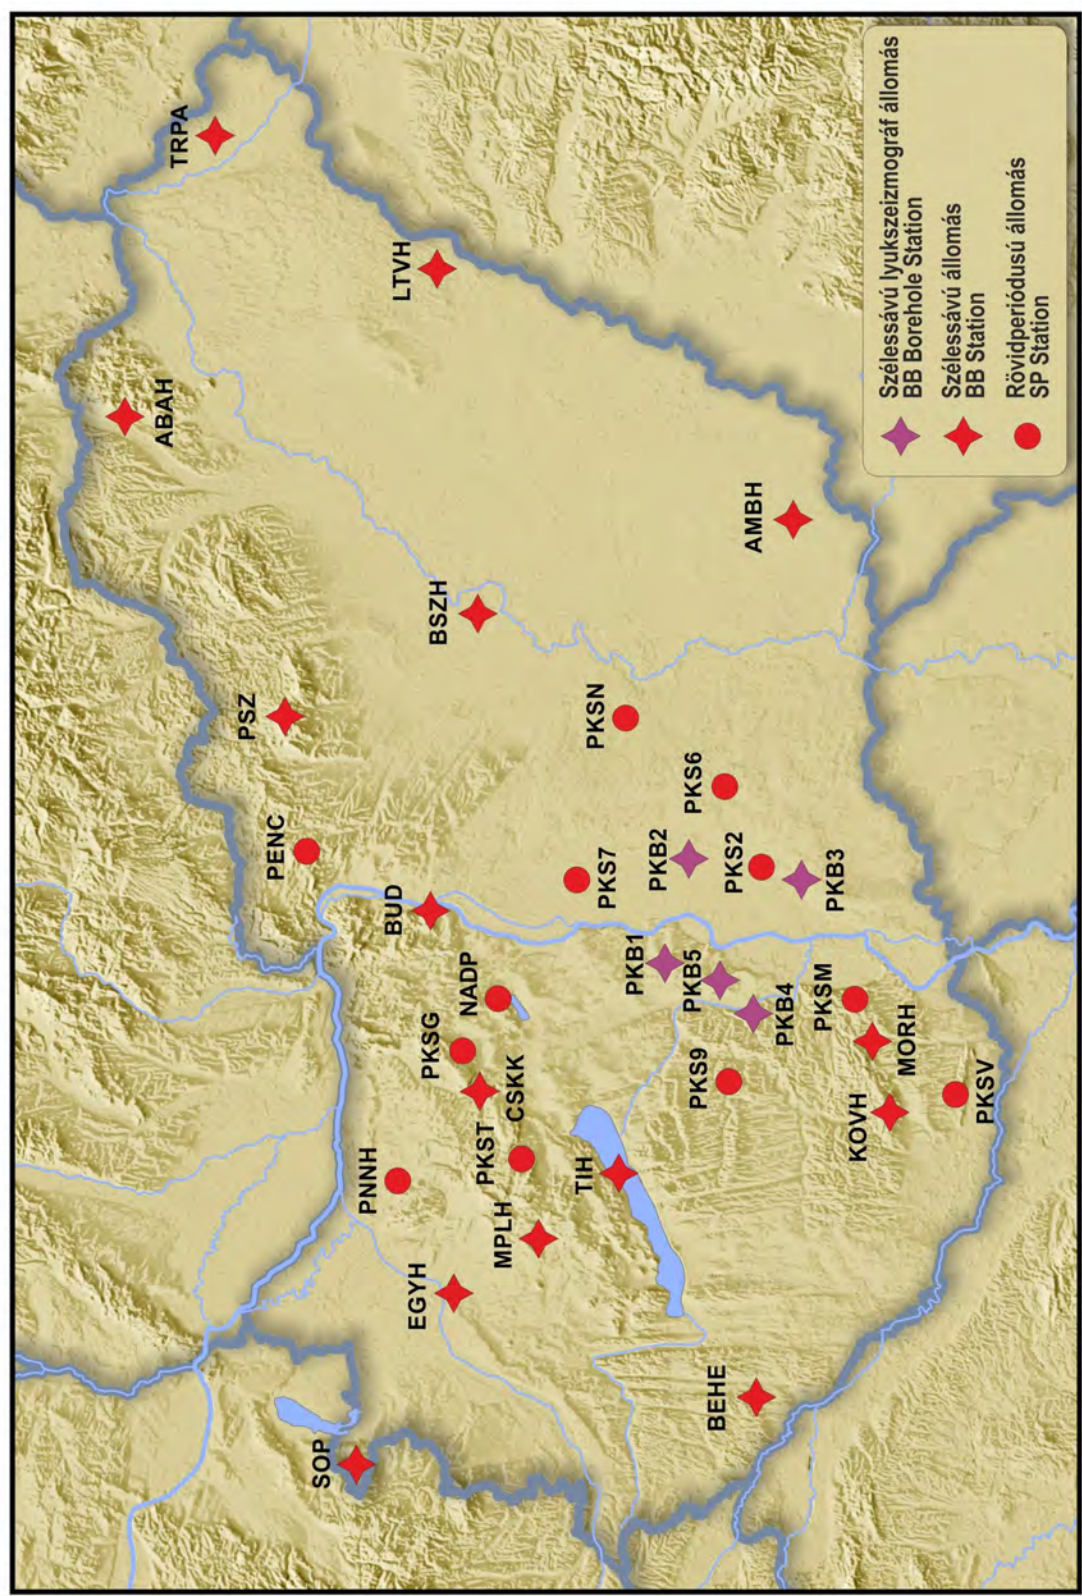 SOP
EGYH
BEHE
MPLH
PNNH
PKST
TIH
CSKK
PKSG
NADP
KOVH
PKSV
PKS9
MORH
PKSM
PKB4
PKB5
PKB1
BUD
PENC
PKS7
PKB2
PKS2
PKB3
PKS6
PKSN
PSZ
BSZH
AMBH
ABAH
LTVH
TRPA
Szélessávú lyukszeizmográf állomás
BB Borehole Station
Szélessávú állomás
BB Station
Rövidperiódusú állomás
SP Station